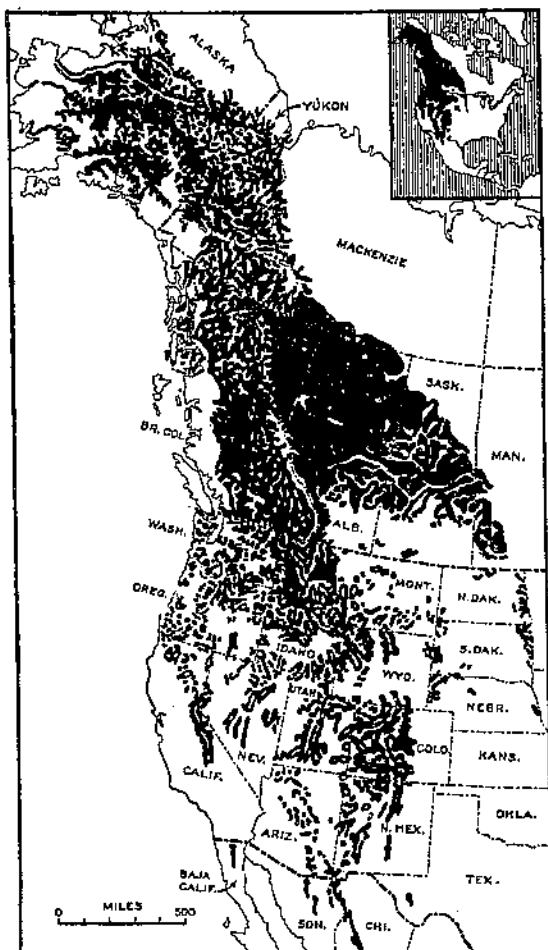 ALASKA
YUKON
MACKENZIE
SASK.
BR. COL.
MAN.
WASH.
ALB.
OREG.
MONT.
N. DAK.
IDAHO
S. DAK.
WYO.
UTAH
NEBR.
NEV.
COLO.
KANS.
CALIF.
OKLA.
ARIZ.
N. MEX.
BAJA
CALIF.
TEX.
MILES
0 500
SON.
CHI.